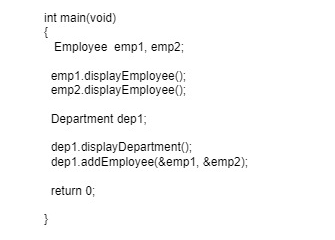 int main(void)
{
Employee emp1, emp2;
emp1.displayEmployee();
emp2.displayEmployee();
Department dep1;
dep1.displayDepartment();
dep1.addEmployee(&emp1, &emp2);
return 0;
}